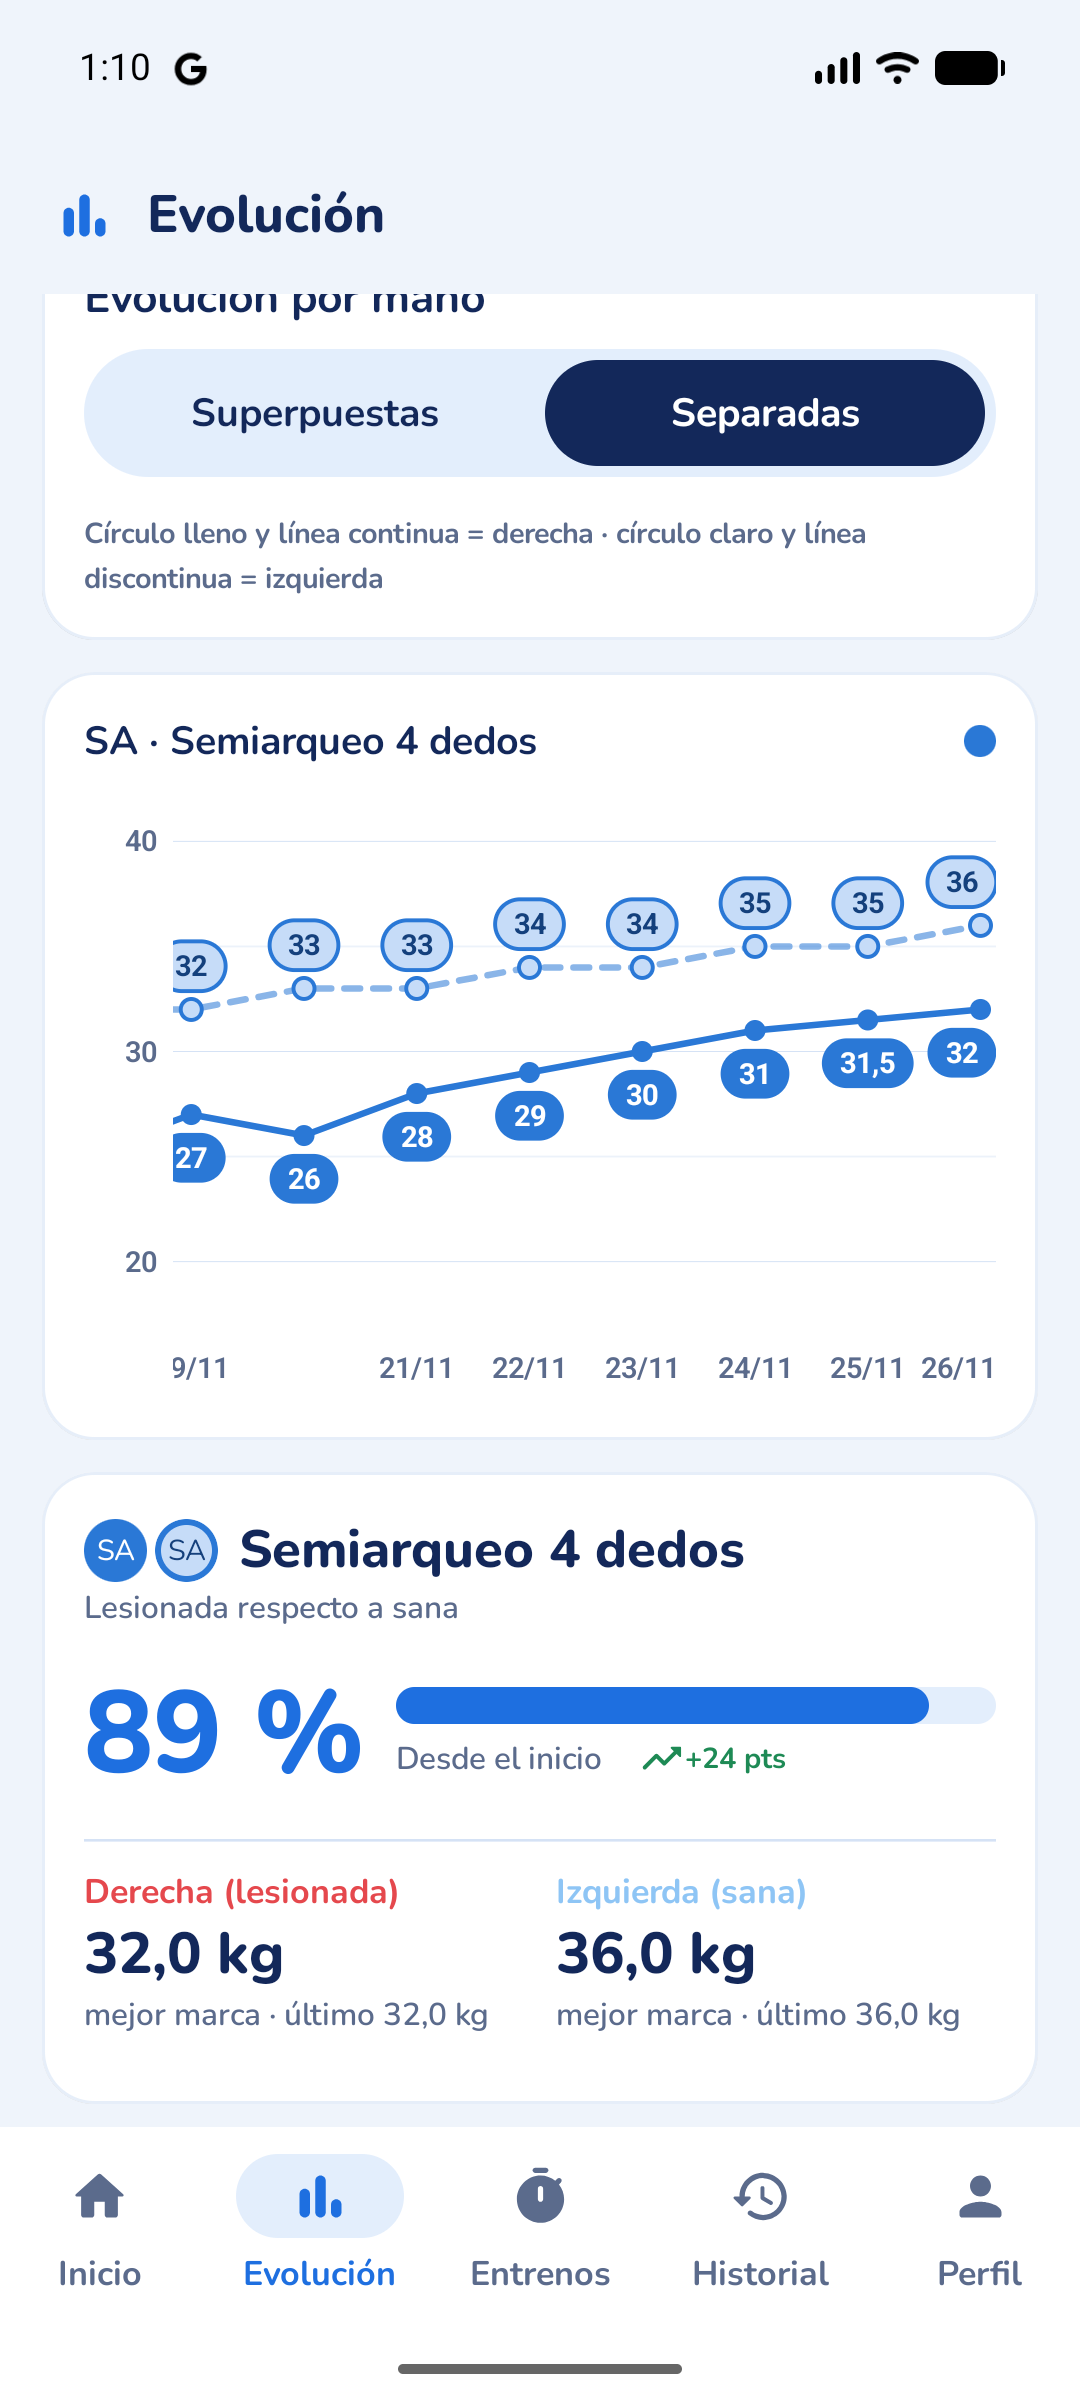 1:10
Evolución
Evolución por mano
Superpuestas
Separadas
Círculo lleno y línea continua = derecha · círculo claro y línea
discontinua = izquierda
SA · Semiarqueo 4 dedos
40
36
35
35
34
34
33
33
32
30
32
31,5
31
30
29
28
27
26
20
9/11
21/11
22/11
23/11
24/11
25/11
26/11
SA
SA
Semiarqueo 4 dedos
Lesionada respecto a sana
89 %
Desde el inicio
+24 pts
Derecha (lesionada)
32,0 kg
mejor marca · último 32,0 kg
Izquierda (sana)
36,0 kg
mejor marca · último 36,0 kg
Inicio
Evolución
Entrenos
Historial
Perfil